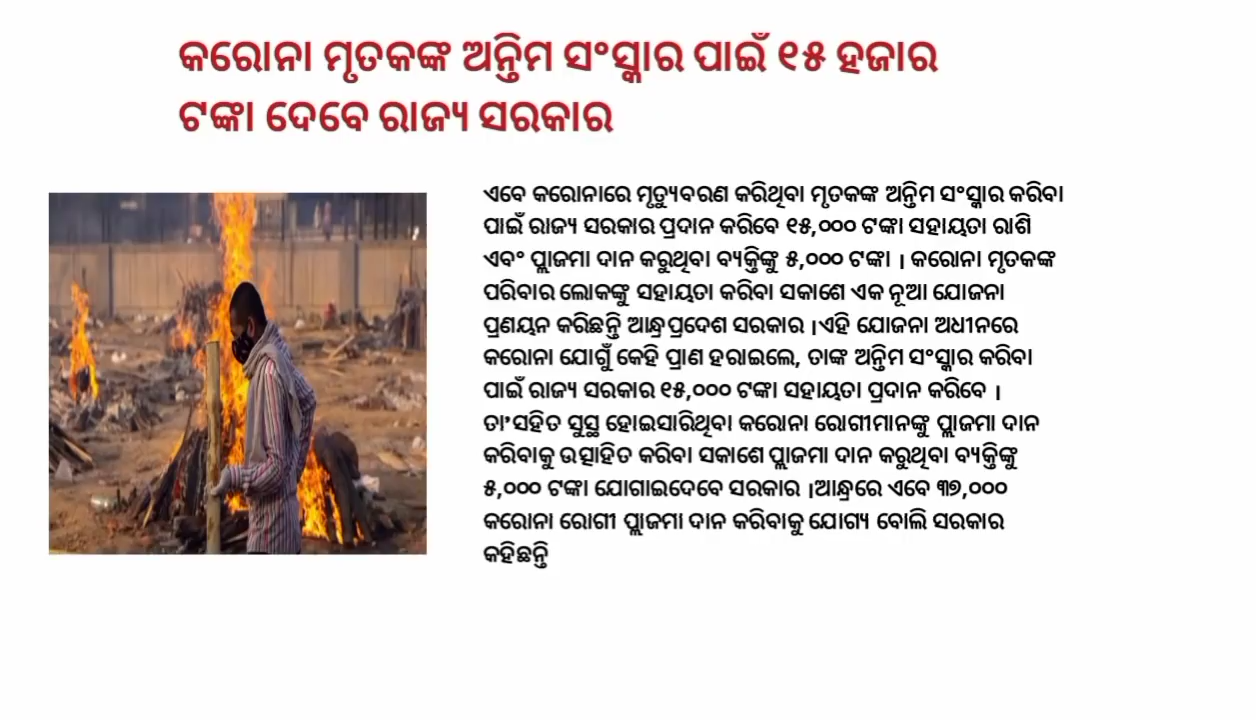 କରୋନା ମୃତକଙ୍କ ଅନ୍ତିମ ସଂସ୍କାର ପାଇଁ ୧୫ ହଜାର
ଟଙ୍କା ଦେବେ ରାଜ୍ୟ ସରକାର
ଏବେ କରୋନାରେ ମୃତ୍ୟୁବରଣ କରିଥିବା ମୃତକଙ୍କ ଅନ୍ତିମ ସଂସ୍କାର କରିବା
ପାଇଁ ରାଜ୍ୟ ସରକାର ପ୍ରଦାନ କରିବେ ୧୫,୦୦୦ ଟଙ୍କା ସହାୟତା ରାଶି
ଏବଂ ପ୍ଲାଜମା ଦାନ କରୁଥିବା ବ୍ୟକ୍ତିଙ୍କୁ ୫,୦୦୦ ଟଙ୍କା । କରୋନା ମୃତକଙ୍କ
ପରିବାର ଲୋକଙ୍କୁ ସହାୟତା କରିବା ସକାଶେ ଏକ ନୂଆ ଯୋଜନା
ପ୍ରଣୟନ କରିଛନ୍ତି ଆନ୍ଧ୍ରପ୍ରଦେଶ ସରକାର ।ଏହି ଯୋଜନା ଅଧୀନରେ
କରୋନା ଯୋଗୁଁ କେହି ପ୍ରାଣ ହରାଇଲେ, ତାଙ୍କ ଅନ୍ତିମ ସଂସ୍କାର କରିବା
ପାଇଁ ରାଜ୍ୟ ସରକାର ୧୫,୦୦୦ ଟଙ୍କା ସହାୟତା ପ୍ରଦାନ କରିବେ ।
ତା’ସହିତ ସୁସ୍ଥ ହୋଇସାରିଥିବା କରୋନା ରୋଗୀମାନଙ୍କୁ ପ୍ଲାଜମା ଦାନ
କରିବାକୁ ଉତ୍ସାହିତ କରିବା ସକାଶେ ପ୍ଲାଜମା ଦାନ କରୁଥିବା ବ୍ୟକ୍ତିଙ୍କୁ
୫,୦୦୦ ଟଙ୍କା ଯୋଗାଇଦେବେ ସରକାର ।ଆନ୍ଧ୍ରରେ ଏବେ ୩୭,୦୦୦
କରୋନା ରୋଗୀ ପ୍ଲାଜମା ଦାନ କରିବାକୁ ଯୋଗ୍ୟ ବୋଲି ସରକାର
କହିଛନ୍ତି